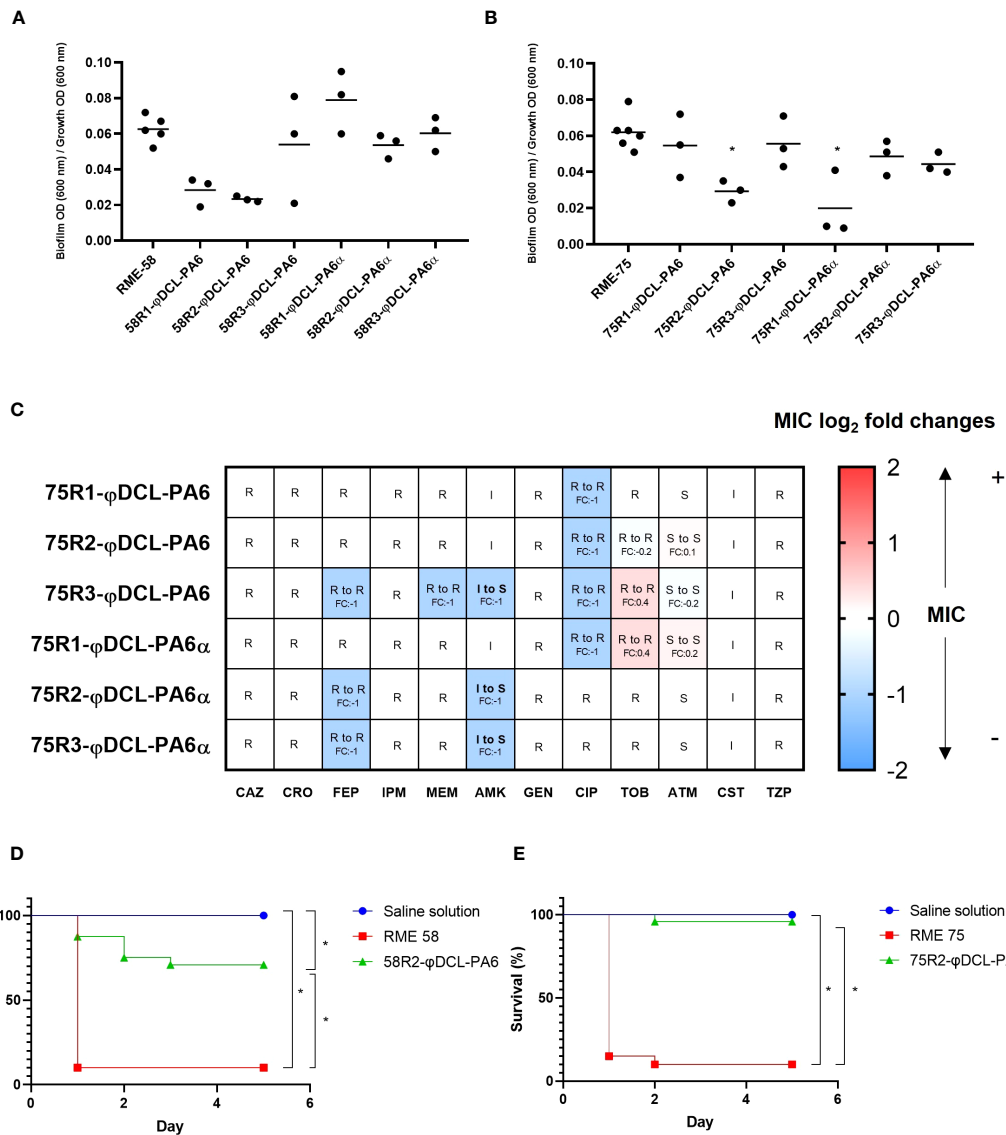 A
Biofilm OD (600 nm) / Growth OD (600 nm)
0.10
0.08
0.06
0.04
0.02
0.00
RME-58
58R1-φDCL-PA6
58R2-φDCL-PA6
58R3-φDCL-PA6
58R1-φDCL-PA6α
58R2-φDCL-PA6α
58R3-φDCL-PA6α
B
Biofilm OD (600 nm) / Growth OD (600 nm)
0.10
0.08
0.06
0.04
0.02
0.00
* *
RME-75
75R1-φDCL-PA6
75R2-φDCL-PA6
75R3-φDCL-PA6
75R1-φDCL-PA6α
75R2-φDCL-PA6α
75R3-φDCL-PA6α
C
MIC log2 fold changes
75R1-φDCL-PA6 R R R R R I R R to R FC:-1 R S I R
75R2-φDCL-PA6 R R R R R I R R to R FC:-1 R to R FC:-0.2 S to S FC:0.1 I R
75R3-φDCL-PA6 R R R to R FC:-1 R R to R FC:-1 I to S FC:-1 R R to R FC:-1 R to R FC:0.4 S to S FC:-0.2 I R
75R1-φDCL-PA6α R R R R R I R R to R FC:-1 R to R FC:0.4 S to S FC:0.2 I R
75R2-φDCL-PA6α R R R to R FC:-1 R R I to S FC:-1 R R R S I R
75R3-φDCL-PA6α R R R to R FC:-1 R R I to S FC:-1 R R R S I R
CAZ CRO FEP IPM MEM AMK GEN CIP TOB ATM CST TZP
2
1
0
-1
-2
+
MIC
-
D
100
50
0
0 2 4 6
Day
Saline solution
RME 58
58R2-φDCL-PA6
*
*
*
E
Survival (%)
100
50
0
0 2 4 6
Day
Saline solution
RME 75
75R2-φDCL-P
* *